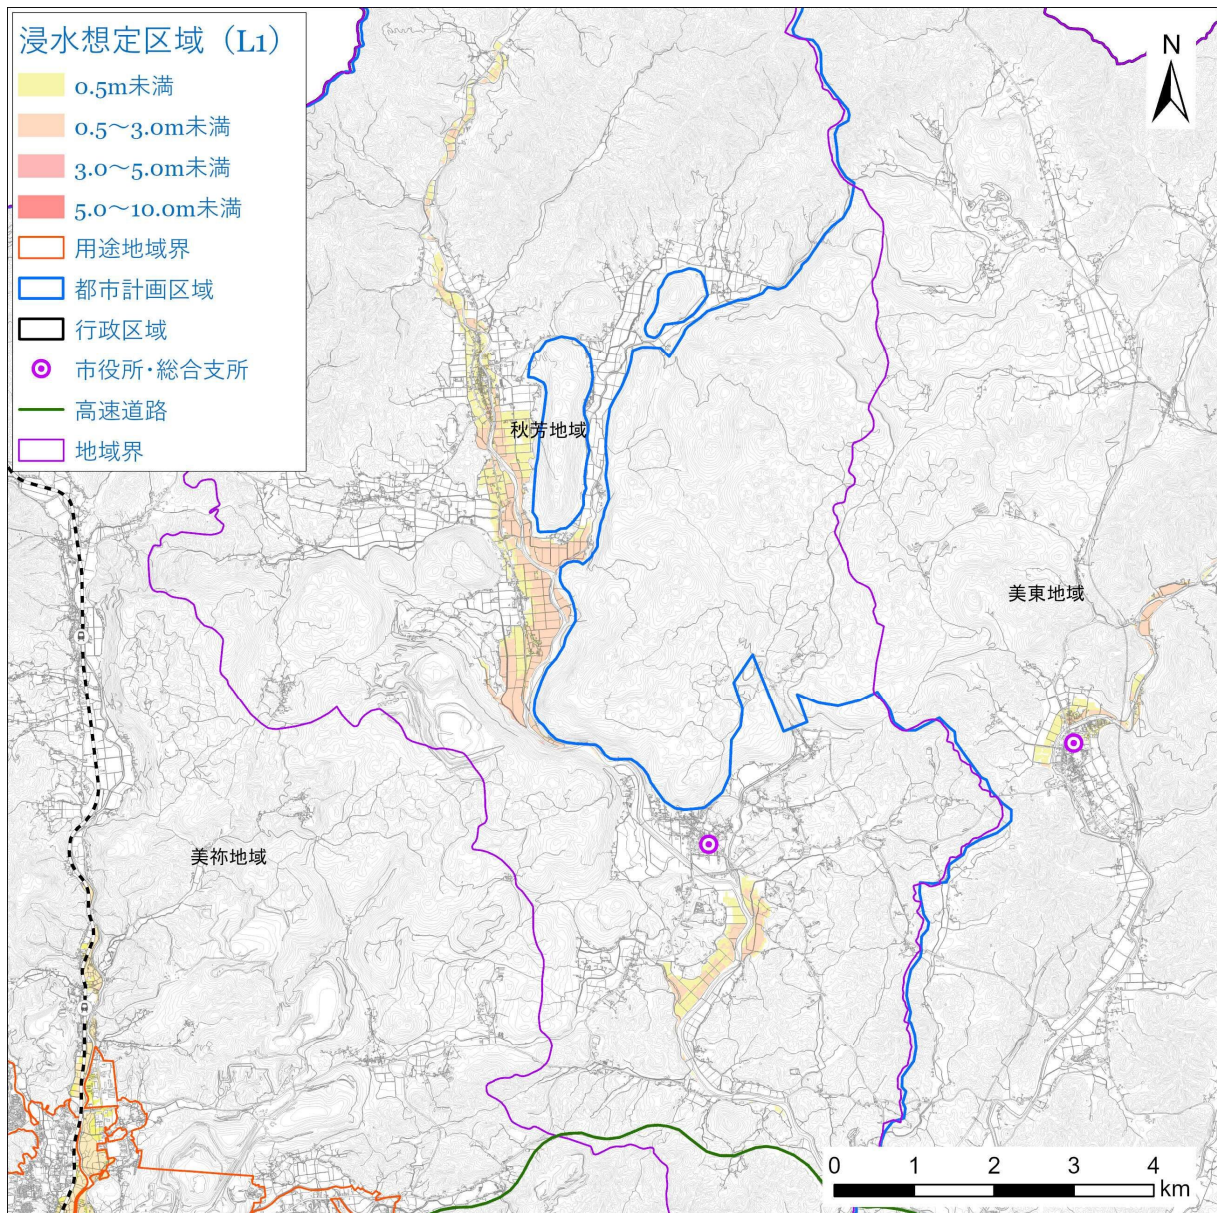 浸水想定区域（L1）
0.5m未満
0.5～3.0m未満
3.0～5.0m未満
5.0～10.0m未満
用途地域界
都市計画区域
行政区域
市役所･総合支所
高速道路
地域界
N
秋芳地域
美東地域
美祢地域
0 1 2 3 4
km